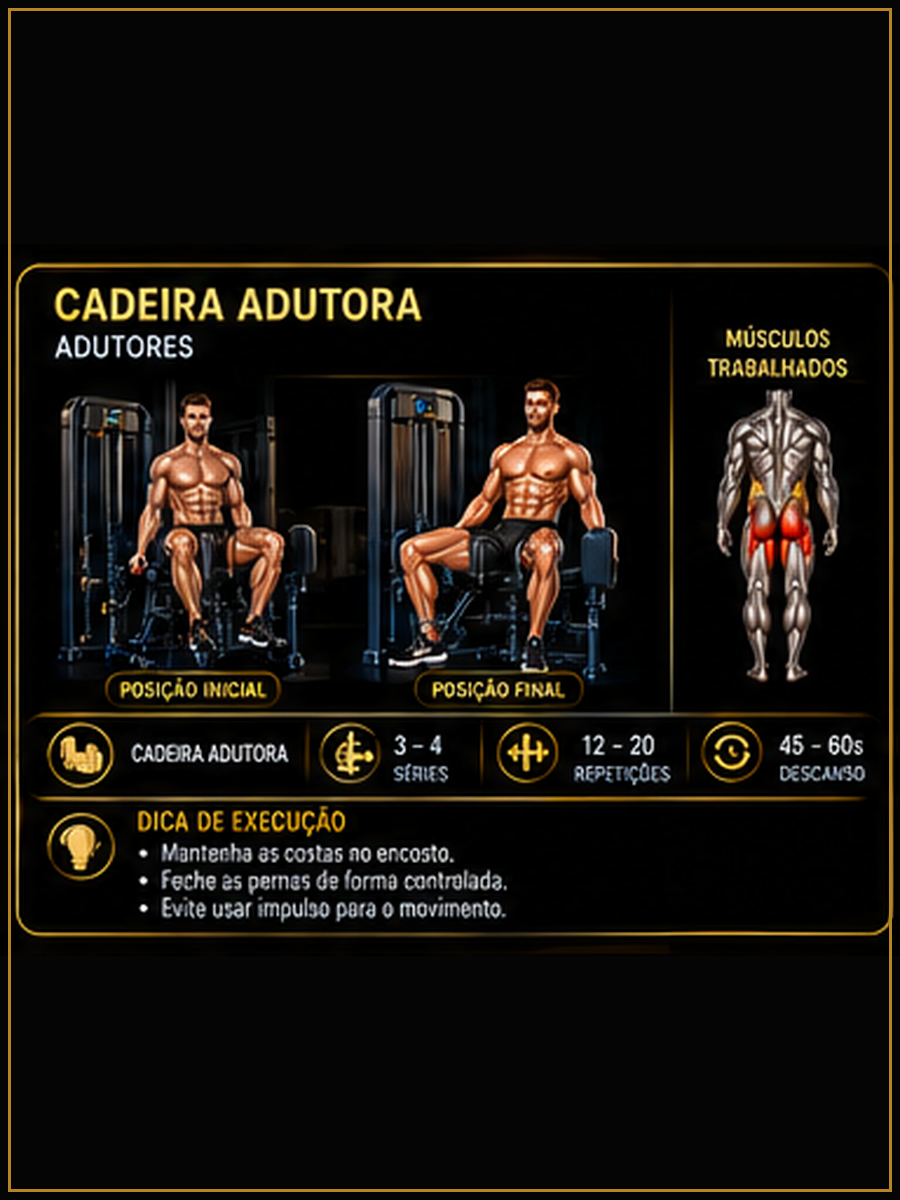 CADEIRA ADUTORA
ADUTORES
MÚSCULOS
TRABALHADOS
POSIÇÃO INICIAL
POSIÇÃO FINAL
CADEIRA ADUTORA
3 – 4
SÉRIES
12 – 20
REPETIÇÕES
45 – 60s
DESCANSO
DICA DE EXECUÇÃO
• Mantenha as costas no encosto.
• Feche as pernas de forma controlada.
• Evite usar impulso para o movimento.